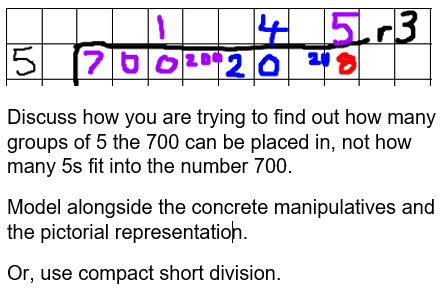 1 4 5 r3
5 7 0 0 200 2 0 20 8
Discuss how you are trying to find out how many
groups of 5 the 700 can be placed in, not how
many 5s fit into the number 700.
Model alongside the concrete manipulatives and
the pictorial representation.
Or, use compact short division.